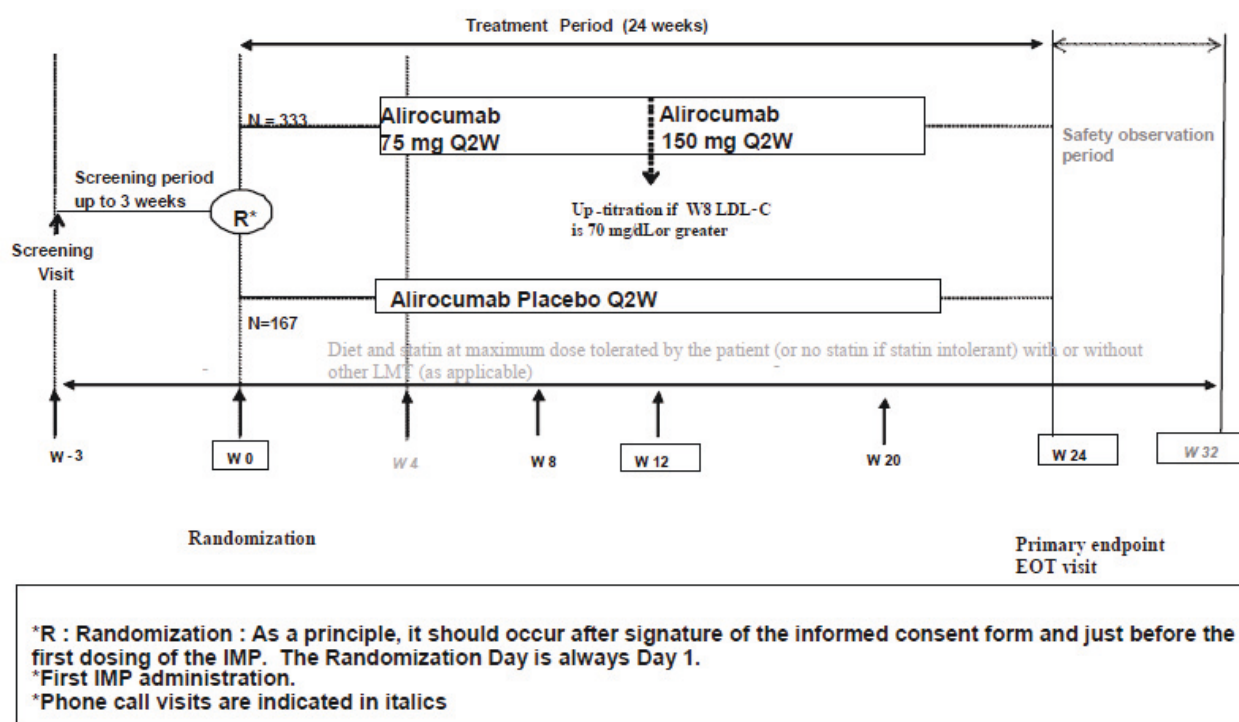 Treatment Period (24 weeks)
N = 333
Alirocumab
75 mg Q2W
Alirocumab
150 mg Q2W
Safety observation
period
Screening period
up to 3 weeks
R*
Up -titration if W8 LDL-C
is 70 mg/dLor greater
Screening
Visit
Alirocumab Placebo Q2W
N=167
Diet and statin at maximum dose tolerated by the patient (or no statin if statin intolerant) with or without
other LMT (as applicable)
W -3
W 0
W 4
W 8
W 12
W 20
W 24
W 32
Randomization
Primary endpoint
EOT visit
*R : Randomization : As a principle, it should occur after signature of the informed consent form and just before the
first dosing of the IMP. The Randomization Day is always Day 1.
*First IMP administration.
*Phone call visits are indicated in italics